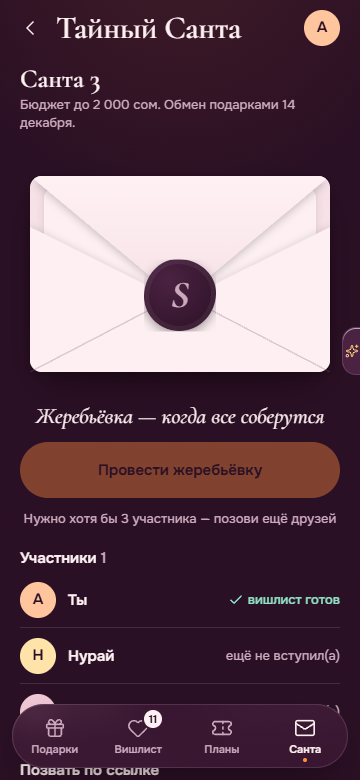 Тайный Санта
А
Санта 3
Бюджет до 2 000 сом. Обмен подарками 14
декабря.
S
Жеребьёвка — когда все соберутся
Провести жеребьёвку
Нужно хотя бы 3 участника — позови ещё друзей
Участники 1
А Ты вишлист готов
Н Нурай ещё не вступил(а)
11
Подарки Вишлист Планы Санта
Позвать по ссылке